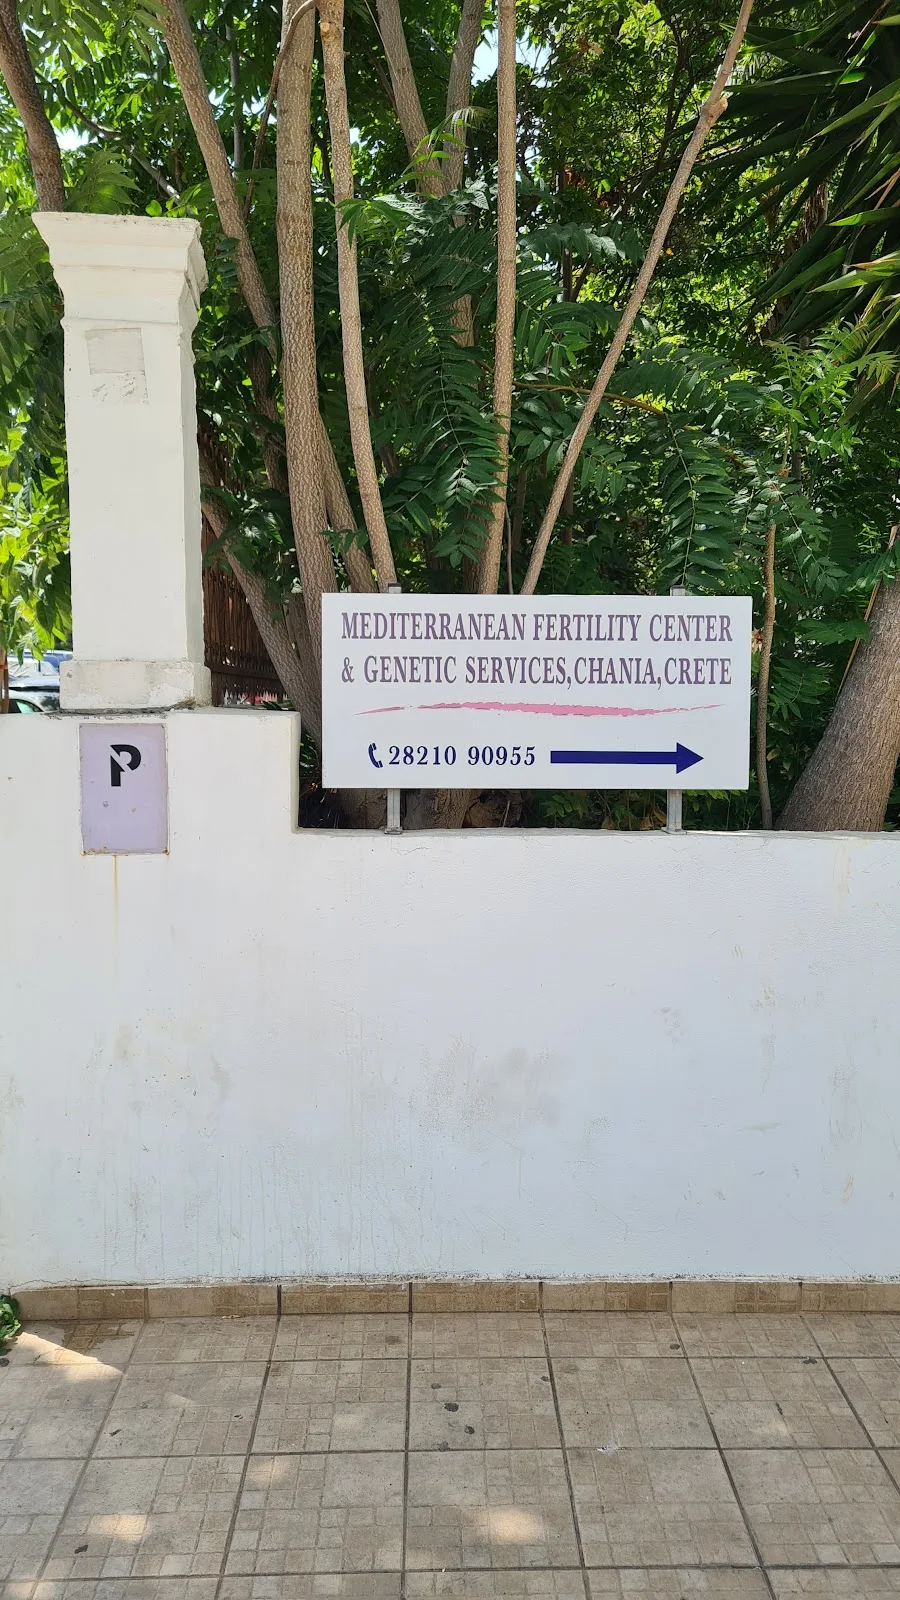 MEDITERRANEAN FERTILITY CENTER
& GENETIC SERVICES,CHANIA,CRETE
28210 90955
P